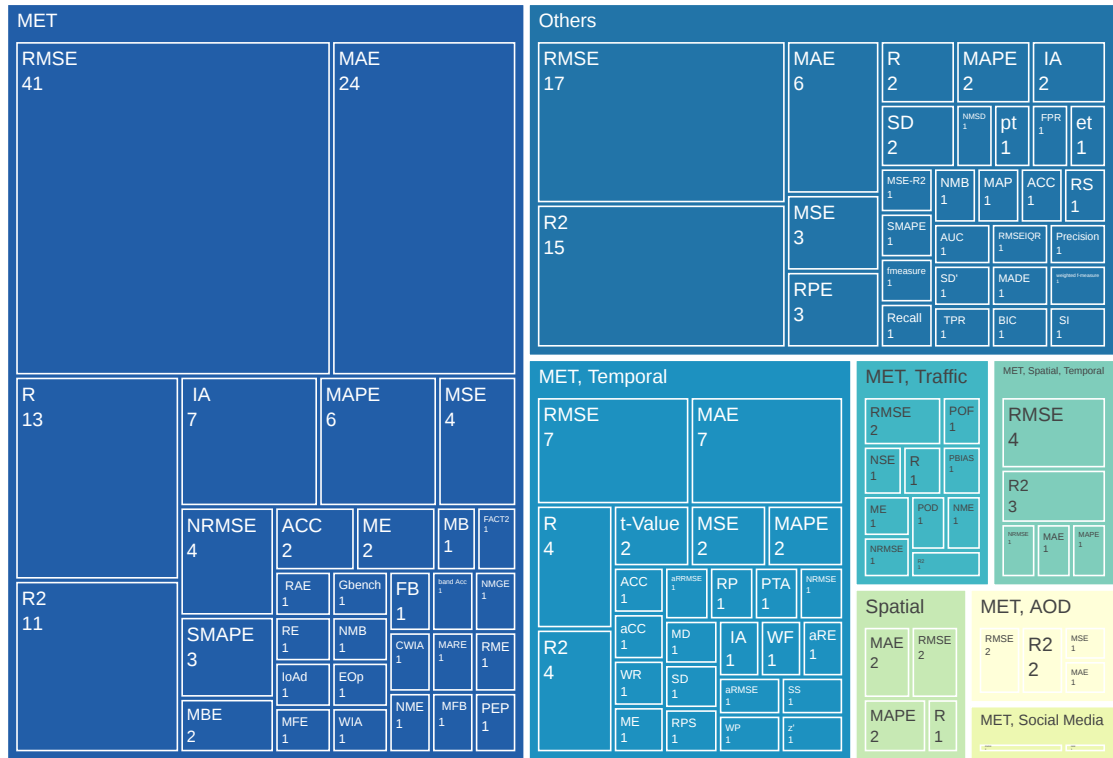 MET
RMSE
41
MAE
24
R
13
R2
11
IA
7
MAPE
6
MSE
4
NRMSE
4
SMAPE
3
MBE
2
ACC
2
ME
2
MB
1
FACT2
1
RAE
1
Gbench
1
FB
1
band Acc
1
NMGE
1
RE
1
NMB
1
CWIA
1
MARE
1
RME
1
IoAd
1
EOp
1
MFE
1
WIA
1
NME
1
MFB
1
PEP
1
Others
RMSE
17
R2
15
MAE
6
MSE
3
RPE
3
R
2
MAPE
2
IA
2
SD
2
NMSD
1
pt
1
FPR
1
et
1
MSE-R2
1
NMB
1
MAP
1
ACC
1
RS
1
SMAPE
1
AUC
1
RMSEIQR
1
Precision
1
fmeasure
1
SD'
1
MADE
1
weighted f-measure
1
Recall
1
TPR
1
BIC
1
SI
1
MET, Temporal
RMSE
7
MAE
7
R
4
R2
4
t-Value
2
MSE
2
MAPE
2
ACC
1
aRRMSE
1
RP
1
PTA
1
NRMSE
1
aCC
1
MD
1
IA
1
WF
1
aRE
1
WR
1
SD
1
aRMSE
1
SS
1
ME
1
RPS
1
WP
1
z'
1
MET, Traffic
RMSE
2
POF
1
NSE
1
R
1
PBIAS
1
ME
1
POD
1
NME
1
NRMSE
1
R2
1
MET, Spatial, Temporal
RMSE
4
R2
3
NRMSE
1
MAE
1
MAPE
1
Spatial
MAE
2
RMSE
2
MAPE
2
R
1
MET, AOD
RMSE
2
R2
2
MSE
1
MAE
1
MET, Social Media